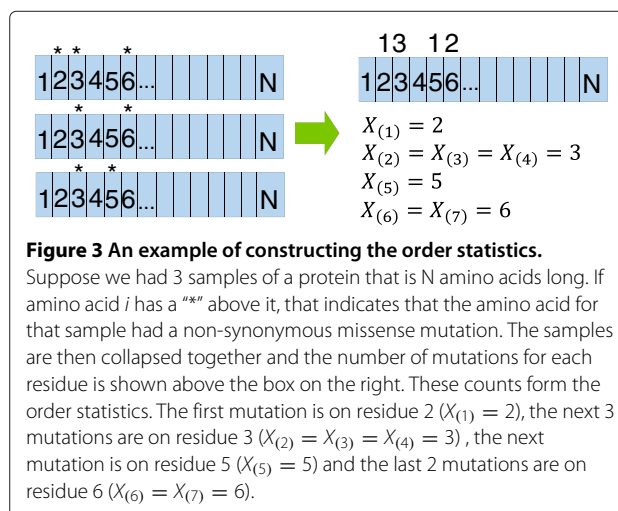 * * *
123456... N
* *
123456... N
* *
123456... N
13 12
123456... N
X(1) = 2
X(2) = X(3) = X(4) = 3
X(5) = 5
X(6) = X(7) = 6
Figure 3 An example of constructing the order statistics.
Suppose we had 3 samples of a protein that is N amino acids long. If
amino acid i has a “*” above it, that indicates that the amino acid for
that sample had a non-synonymous missense mutation. The samples
are then collapsed together and the number of mutations for each
residue is shown above the box on the right. These counts form the
order statistics. The first mutation is on residue 2 (X(1) = 2), the next 3
mutations are on residue 3 (X(2) = X(3) = X(4) = 3) , the next
mutation is on residue 5 (X(5) = 5) and the last 2 mutations are on
residue 6 (X(6) = X(7) = 6).